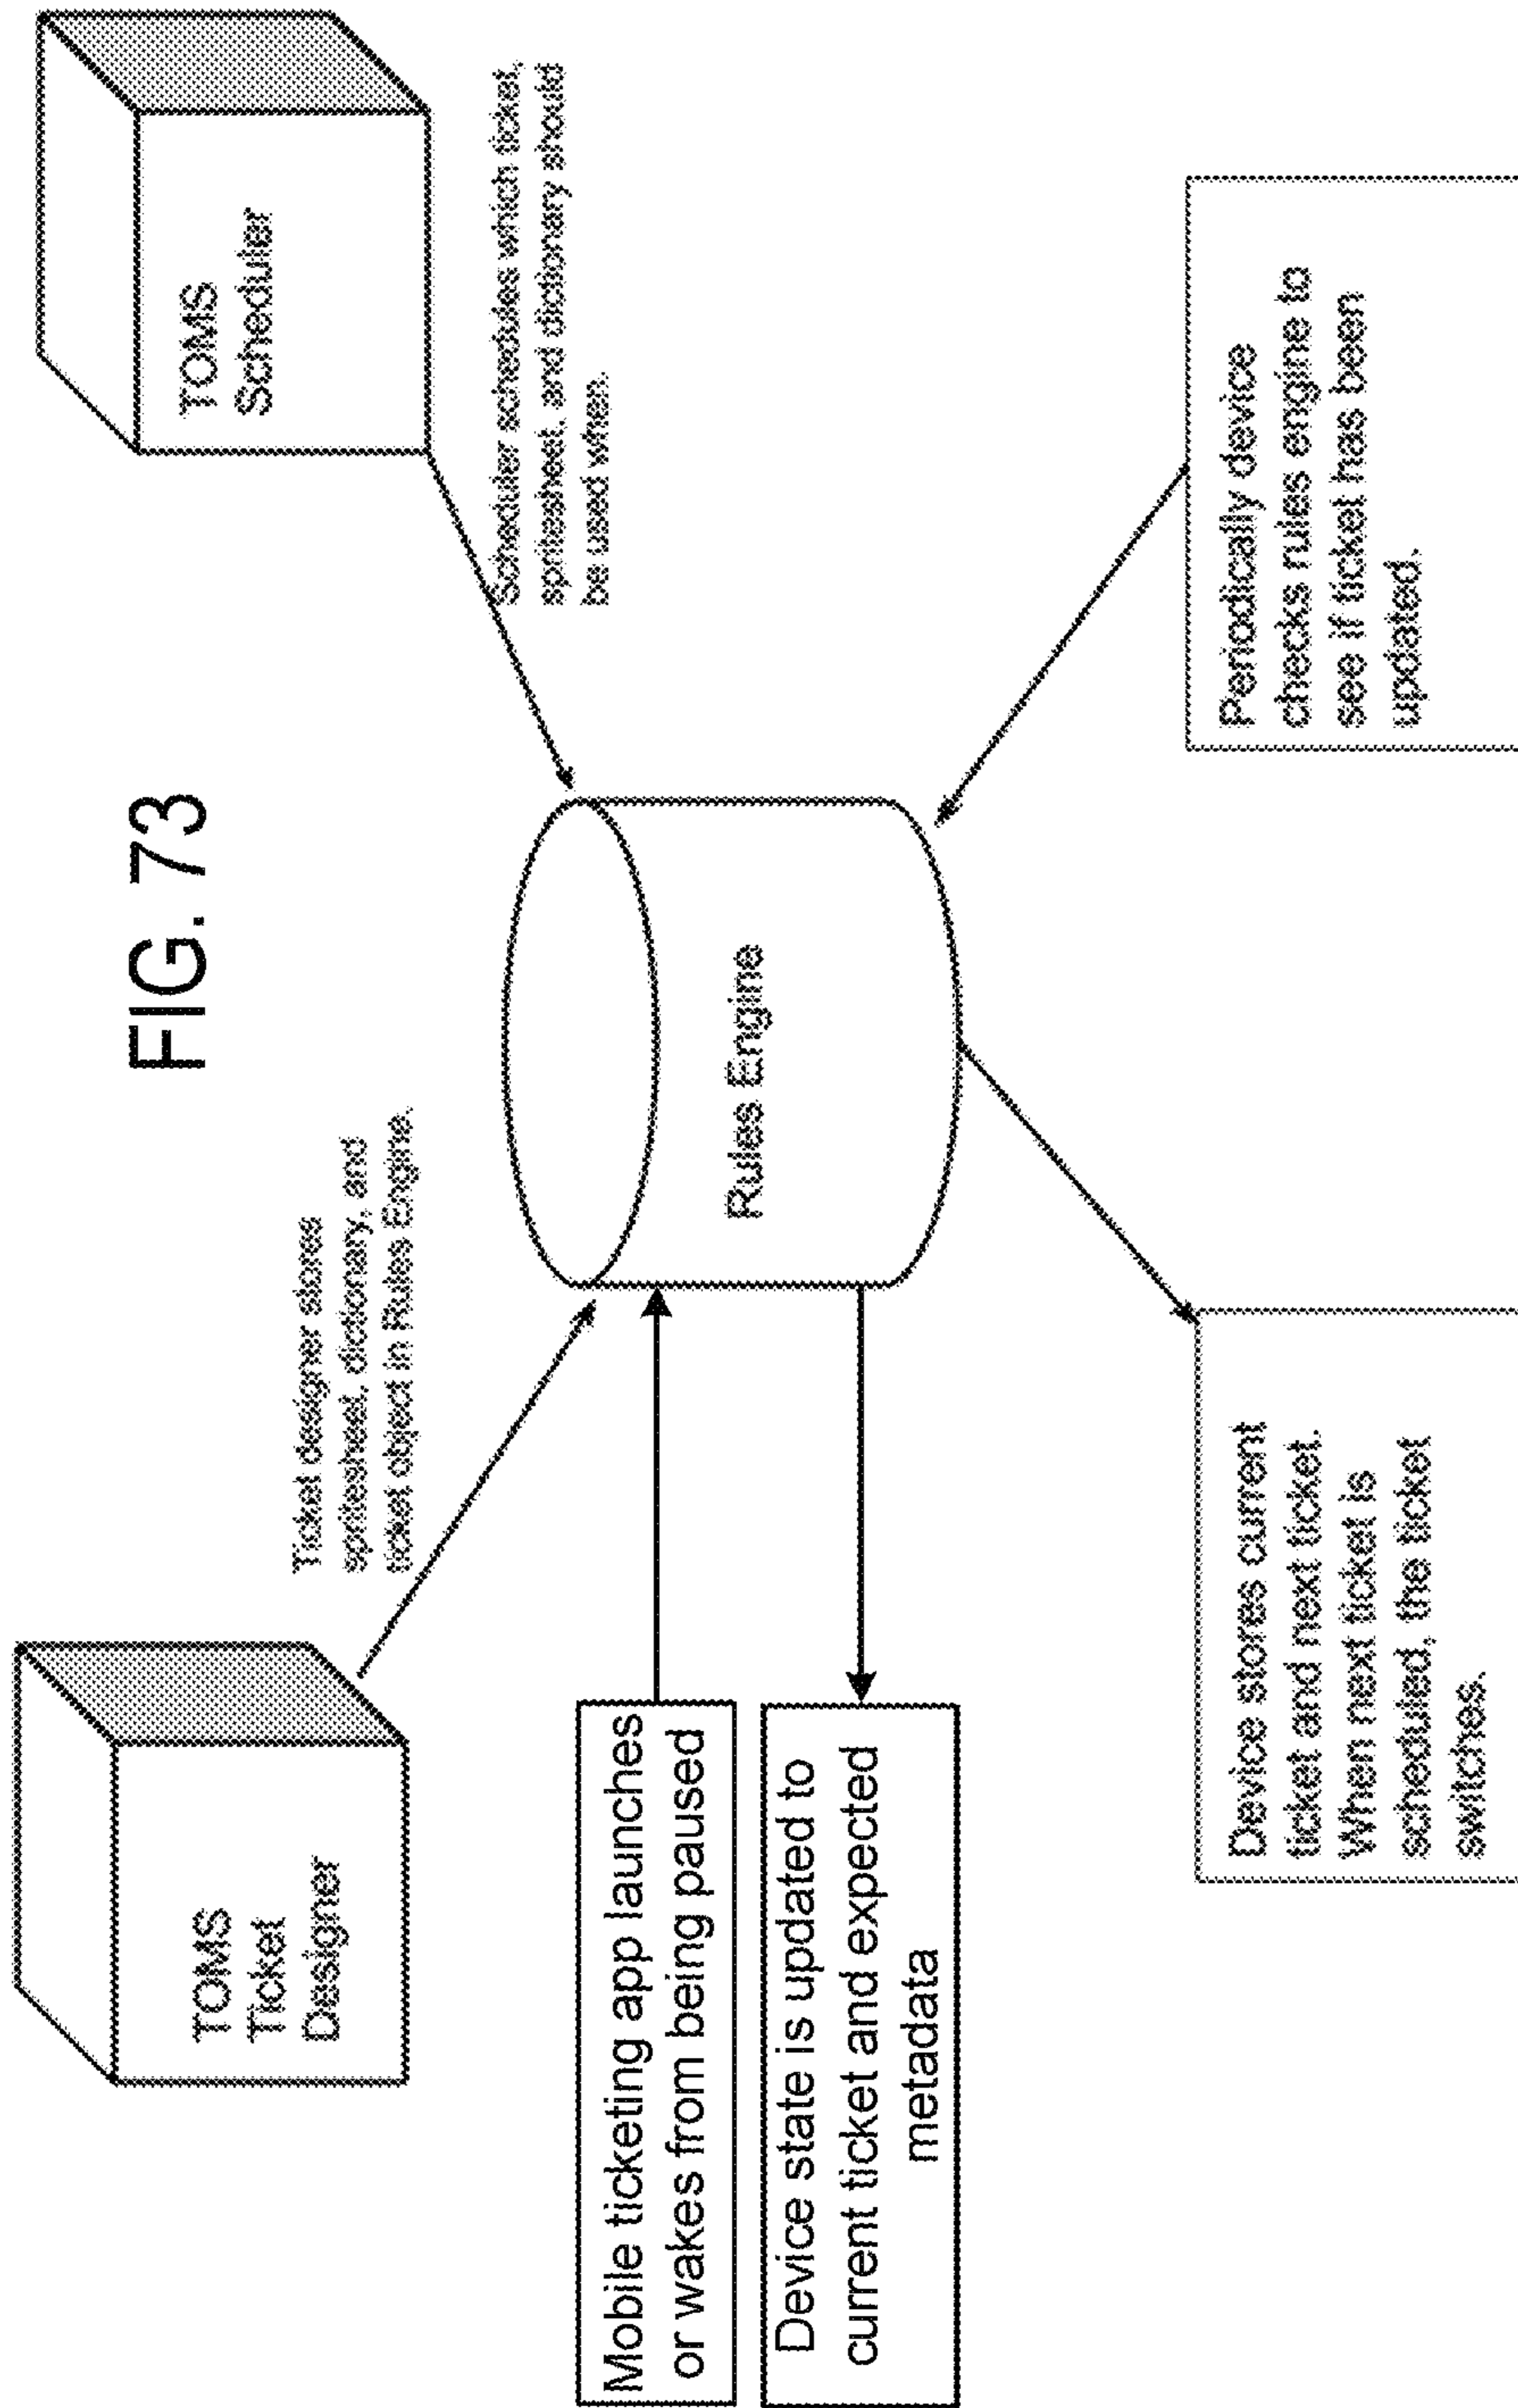 FIG. 73
TOMS
Ticket
Designer
Ticket designer stores
spritesheet, dictionary, and
ticket object in Rules Engine.
TOMS
Scheduler
Scheduler schedules which ticket,
spritesheet, and dictionary should
be used when.
Mobile ticketing app launches
or wakes from being paused
Device state is updated to
current ticket and expected
metadata
Rules Engine
Device stores current
ticket and next ticket.
When next ticket is
scheduled, the ticket
switches.
Periodically device
checks rules engine to
see if ticket has been
updated.